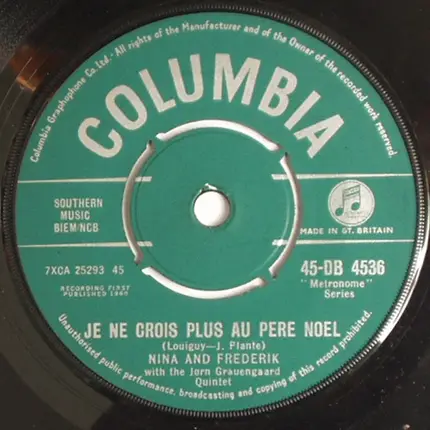 Columbia Graphophone Co Ltd.- All rights of the Manufacturer and of the Owner of the recorded work reserved.
COLUMBIA
SOUTHERN
MUSIC
BIEM/NCB
MADE IN GT. BRITAIN
7XCA 25293 45
RECORDING FIRST
PUBLISHED 1960
45-DB 4536
"Metronome"
Series
JE NE CROIS PLUS AU PERE NOEL
(Louiguy—J. Plante)
NINA AND FREDERIK
with the Jorn Grauengaard
Quintet
Unauthorised public performance, broadcasting and copying of this record prohibited.